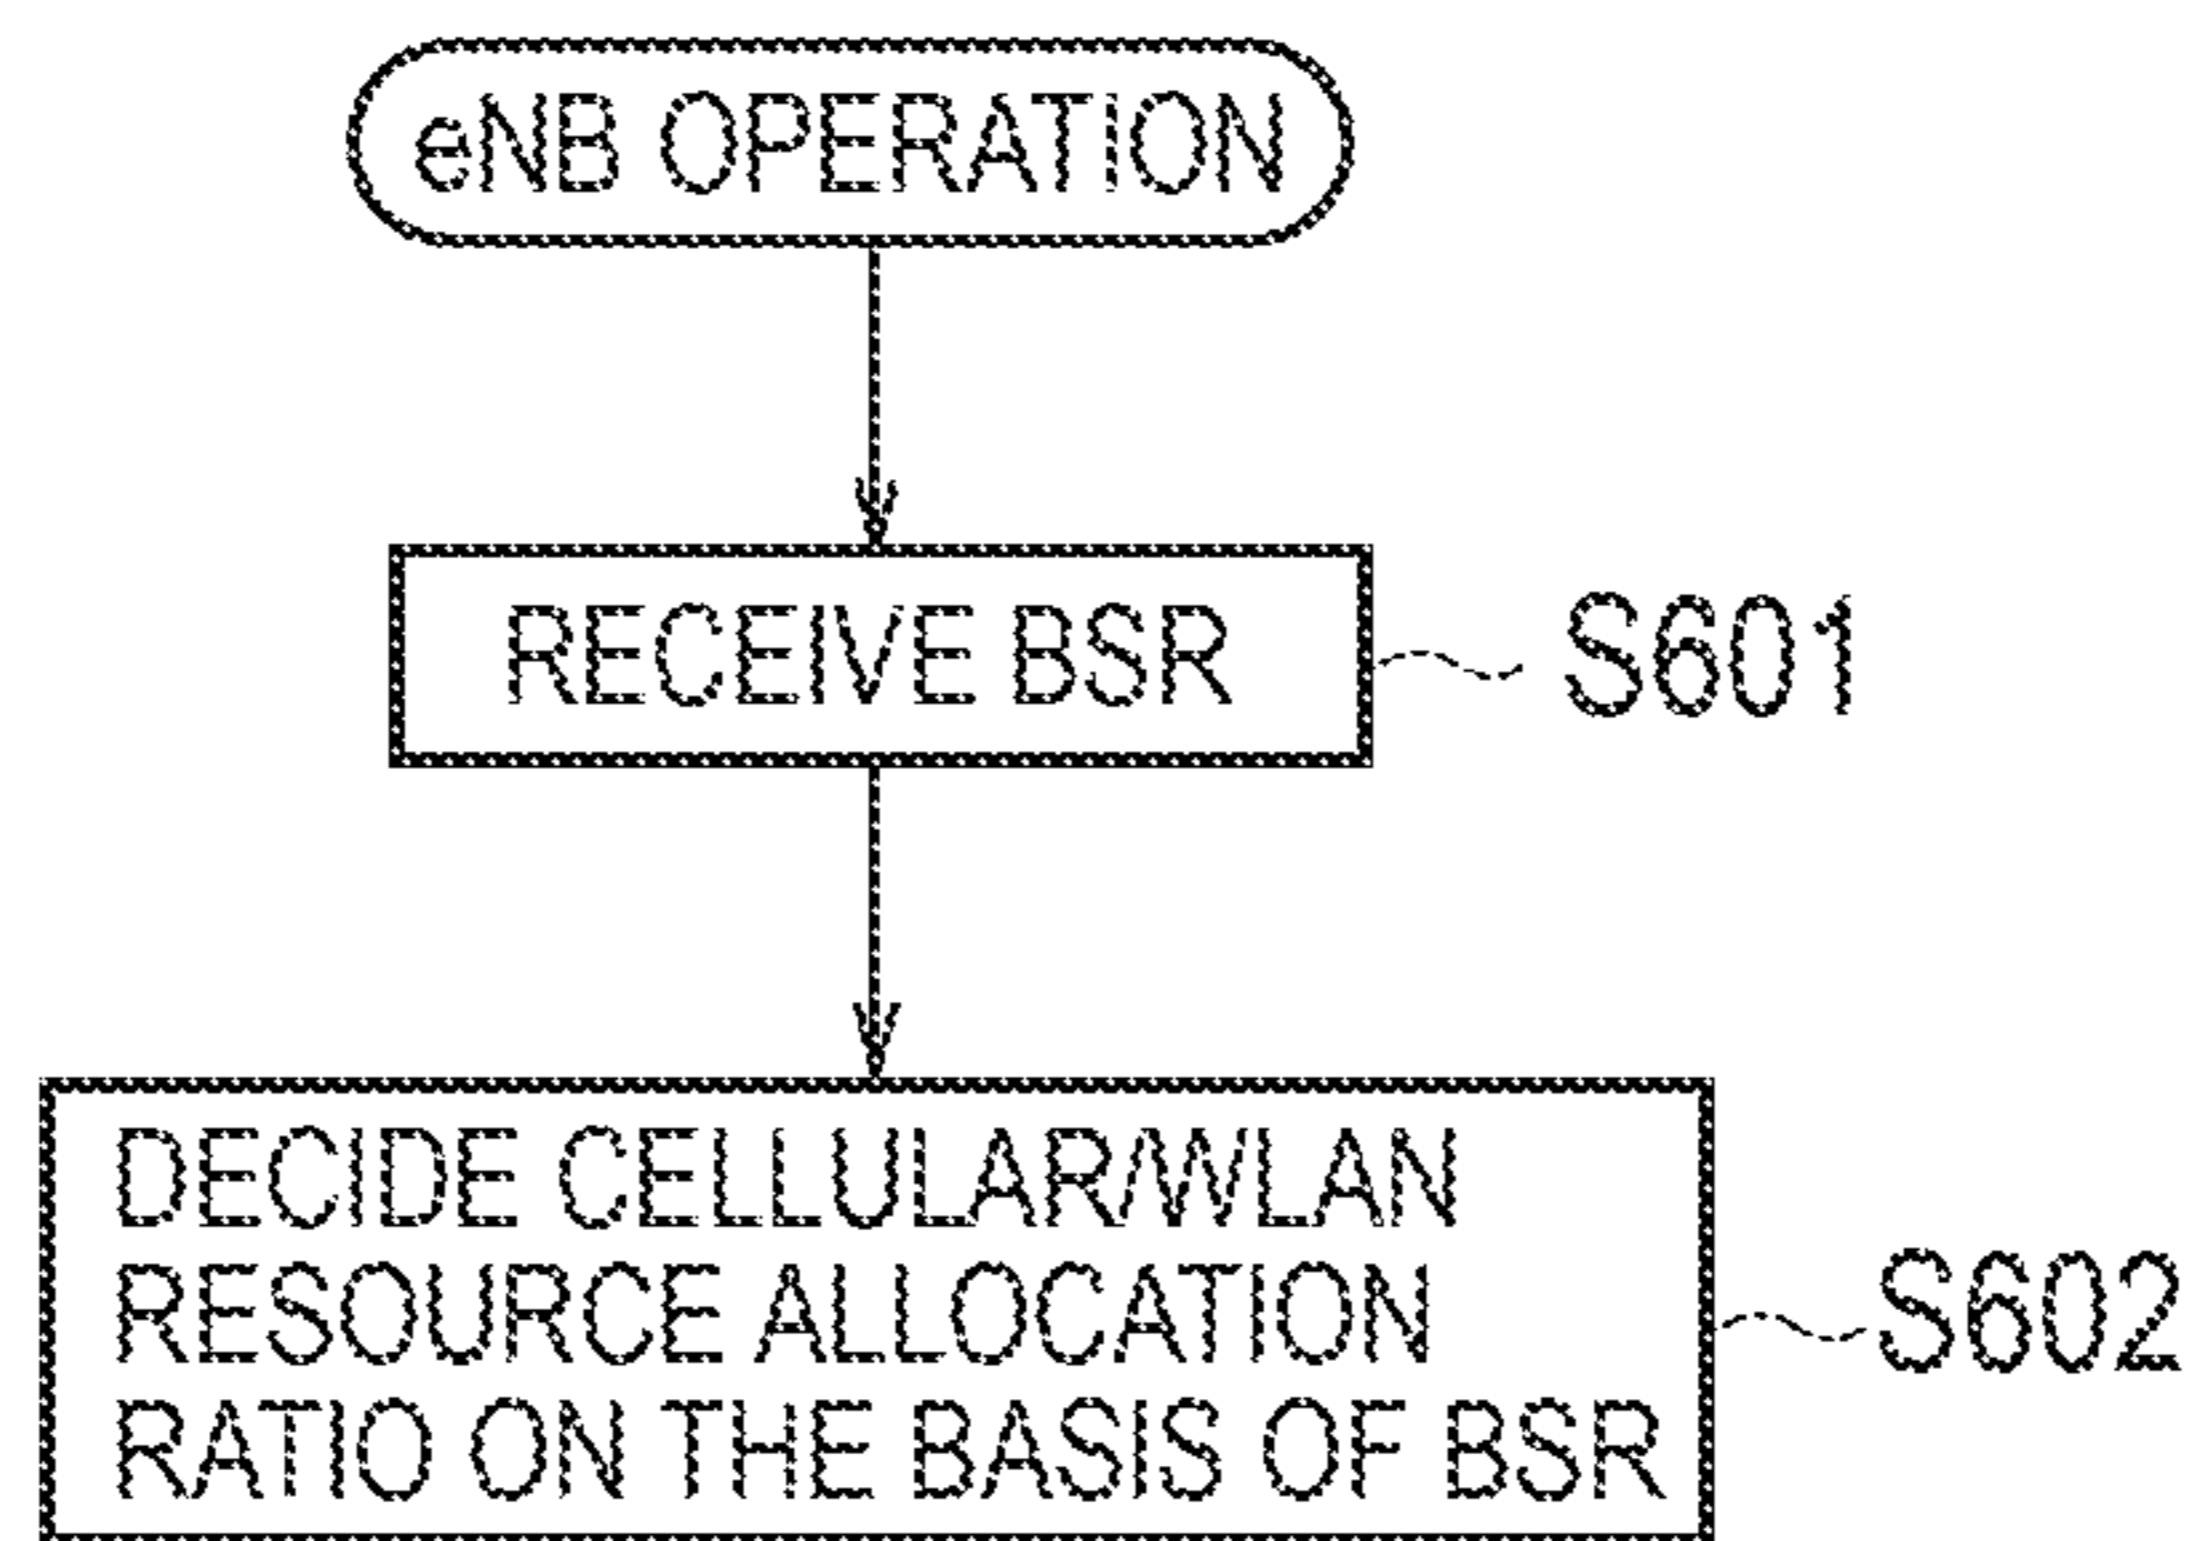 eNB OPERATION
RECEIVE BSR
S601
DECIDE CELLULAR/WLAN
RESOURCE ALLOCATION
RATIO ON THE BASIS OF BSR
S602